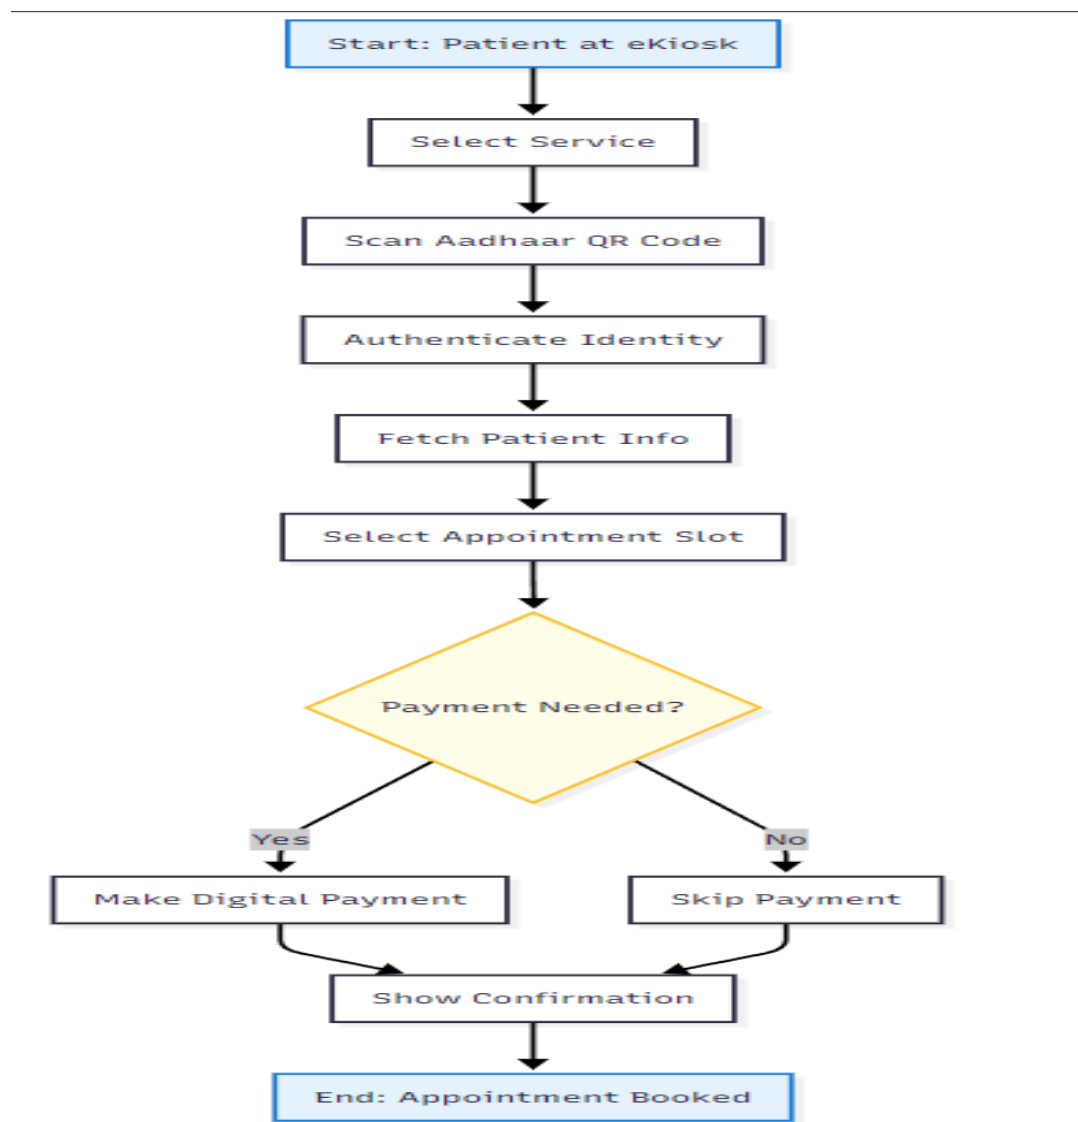 Start: Patient at eKiosk
Select Service
Scan Aadhaar QR Code
Authenticate Identity
Fetch Patient Info
Select Appointment Slot
Payment Needed?
Yes
No
Make Digital Payment
Skip Payment
Show Confirmation
End: Appointment Booked